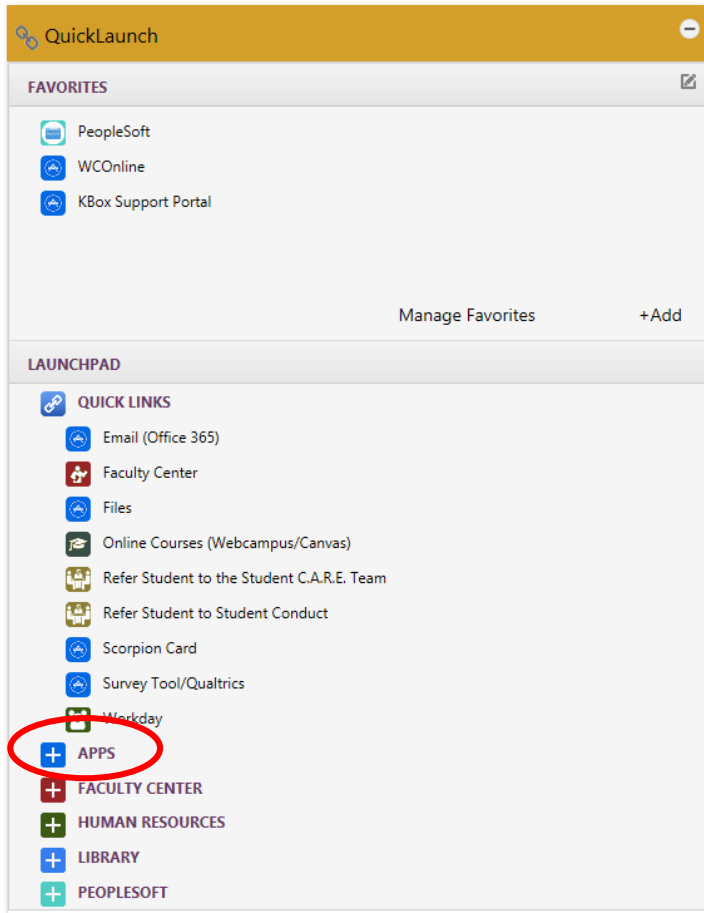 QuickLaunch
FAVORITES
PeopleSoft
WCOnline
KBox Support Portal
Manage Favorites +Add
LAUNCHPAD
QUICK LINKS
Email (Office 365)
Faculty Center
Files
Online Courses (Webcampus/Canvas)
Refer Student to the Student C.A.R.E. Team
Refer Student to Student Conduct
Scorpion Card
Survey Tool/Qualtrics
Workday
APPS
FACULTY CENTER
HUMAN RESOURCES
LIBRARY
PEOPLESOFT